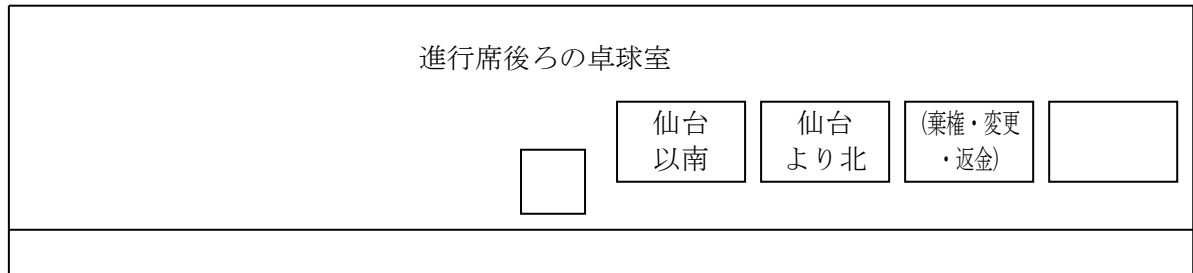 進行席後ろの卓球室
仙台
以南
仙台
より北
(棄権・変更
・返金)